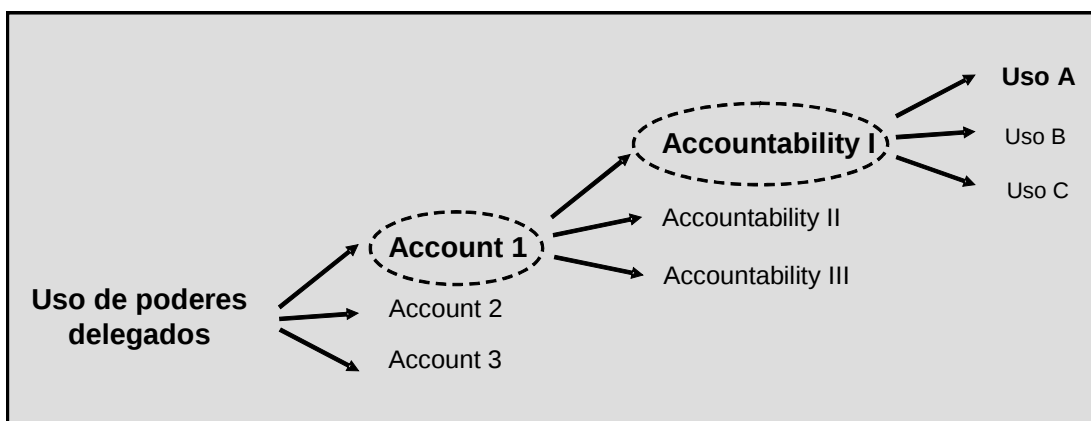 Uso de poderes
delegados
Account 1
Account 2
Account 3
Accountability I
Accountability II
Accountability III
Uso A
Uso B
Uso C